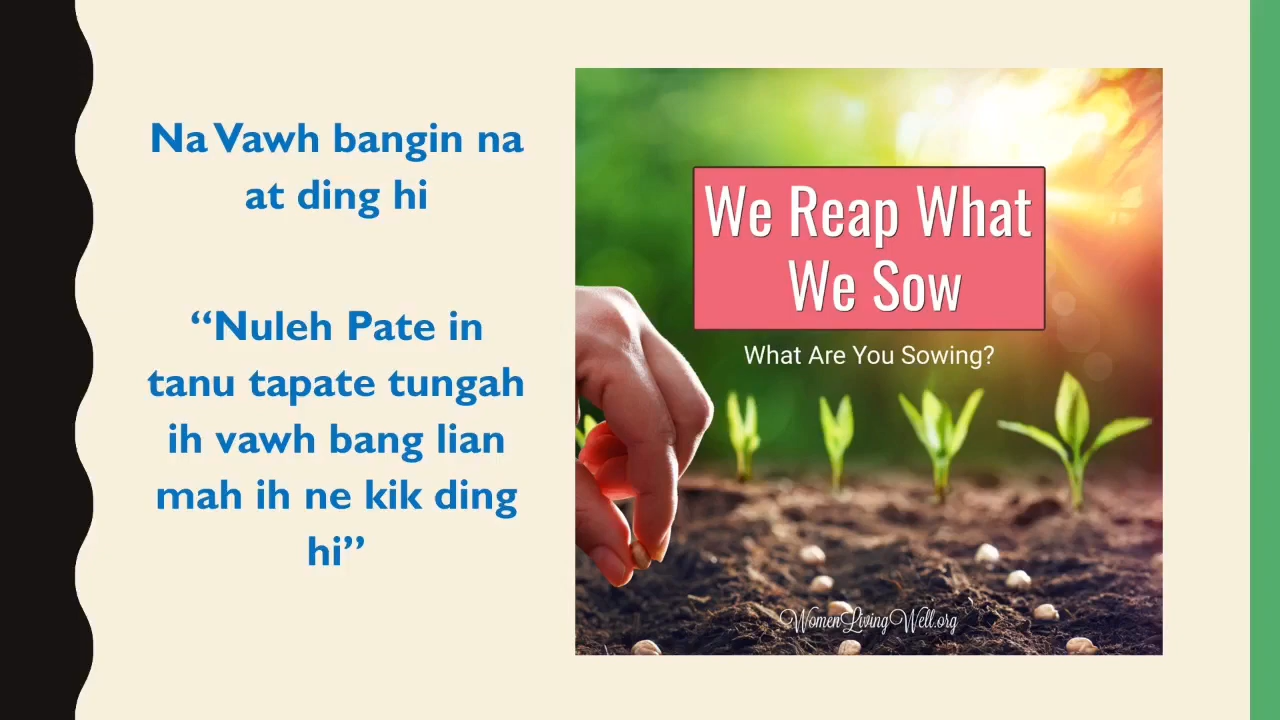 Na Vawh bangin na
at ding hi
“Nuleh Pate in
tanu tapate tungah
ih vawh bang lian
mah ih ne kik ding
hi”
We Reap What
We Sow
What Are You Sowing?
WomenLivingWell.org